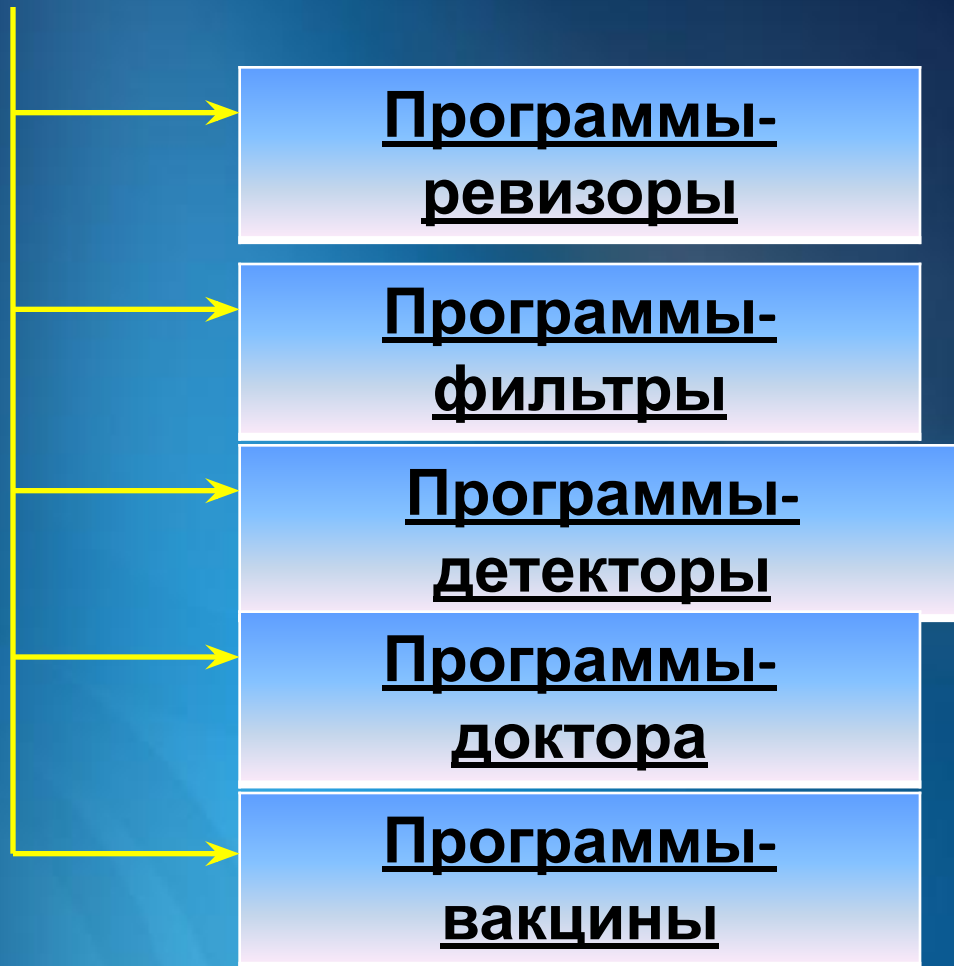 Программы-
ревизоры
Программы-
фильтры
Программы-
детекторы
Программы-
доктора
Программы-
вакцины